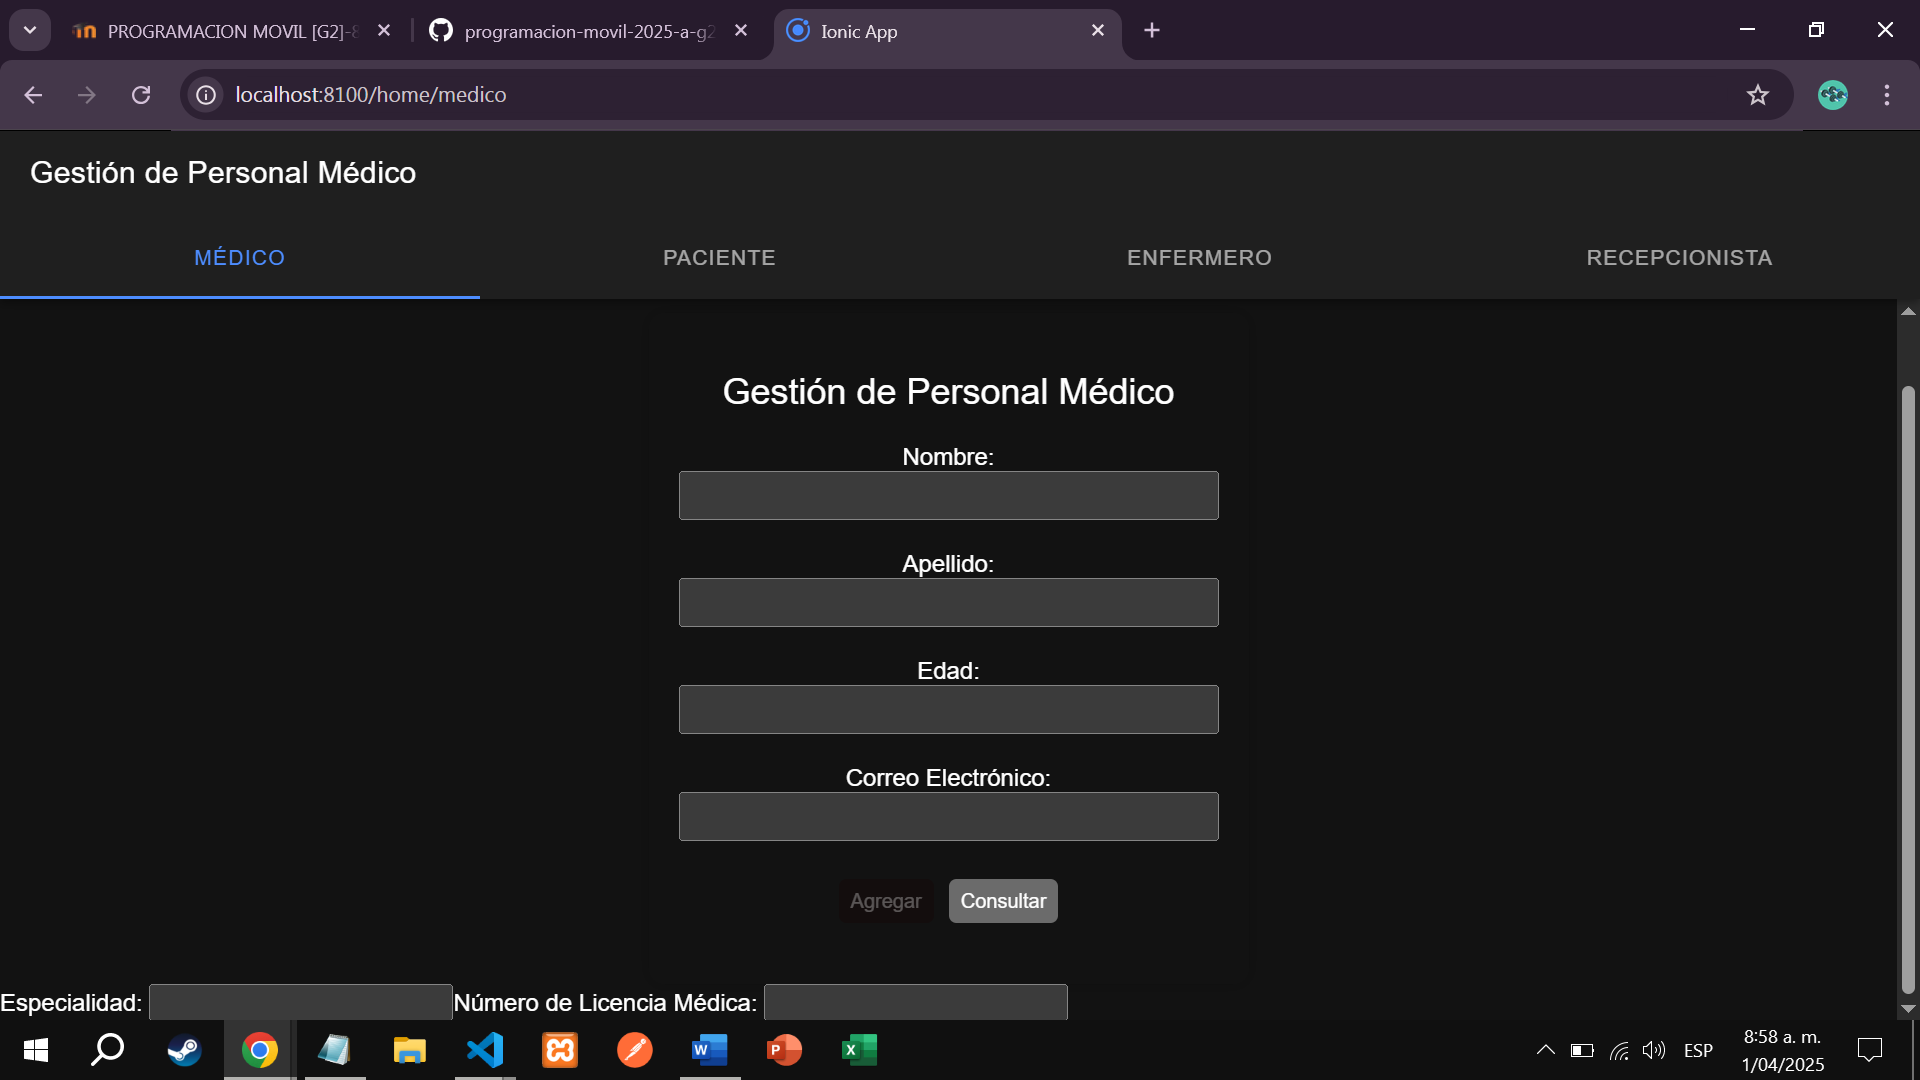 PROGRAMACION MOVIL [G2]-8
programacion-movil-2025-a-g2
Ionic App
localhost:8100/home/medico
Gestión de Personal Médico
MÉDICO
PACIENTE
ENFERMERO
RECEPCIONISTA
Gestión de Personal Médico
Nombre:
Apellido:
Edad:
Correo Electrónico:
Agregar
Consultar
Especialidad:
Número de Licencia Médica:
ESP
8:58 a. m.
1/04/2025